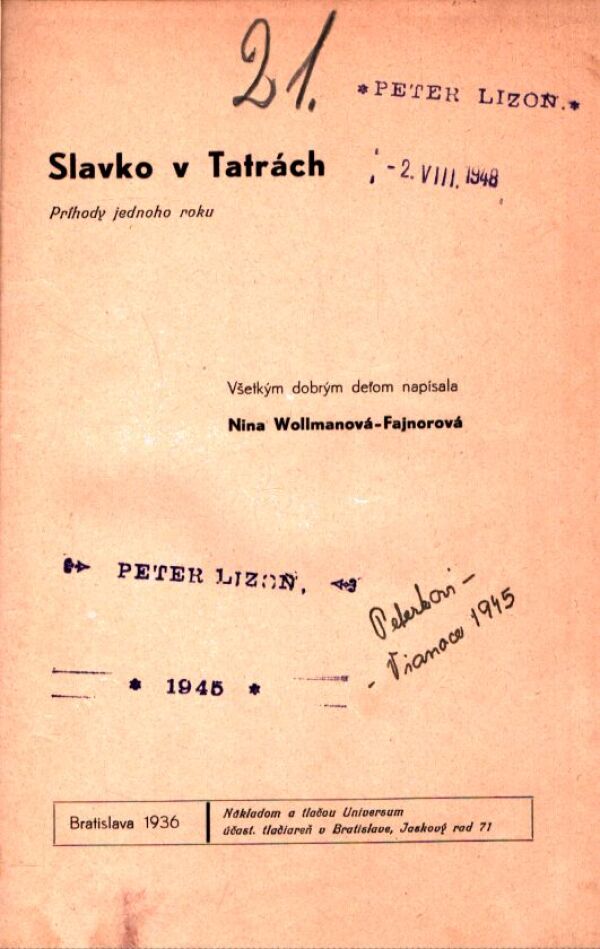 21.
*PETER LIZOŇ.*
Slavko v Tatrách
-2. VIII. 1948
Príhody jednoho roku
Všetkým dobrým deťom napísala
Nina Wollmanová-Fajnorová
PETER LIZOŇ,
Peterkovi -
- Vianoce 1945
* 1945 *
Bratislava 1936
Nákladom a tlačou Universum
účast. tlačiareň v Bratislave, Jaskový rad 71